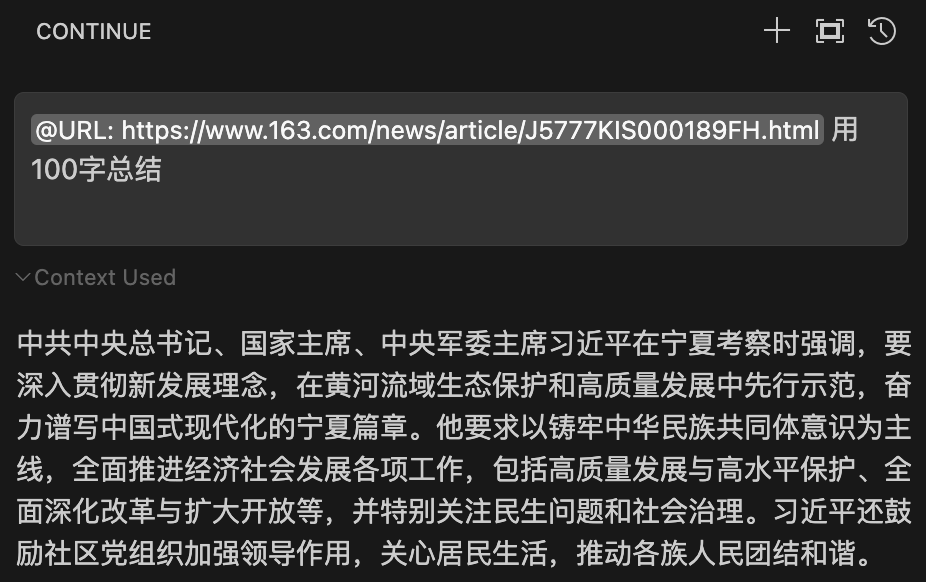 CONTINUE
@URL: https://www.163.com/news/article/J5777KIS000189FH.html 用
100字总结
Context Used
中共中央总书记、国家主席、中央军委主席习近平在宁夏考察时强调，要
深入贯彻新发展理念，在黄河流域生态保护和高质量发展中先行示范，奋
力谱写中国式现代化的宁夏篇章。他要求以铸牢中华民族共同体意识为主
线，全面推进经济社会发展各项工作，包括高质量发展与高水平保护、全
面深化改革与扩大开放等，并特别关注民生问题和社会治理。习近平还鼓
励社区党组织加强领导作用，关心居民生活，推动各族人民团结和谐。